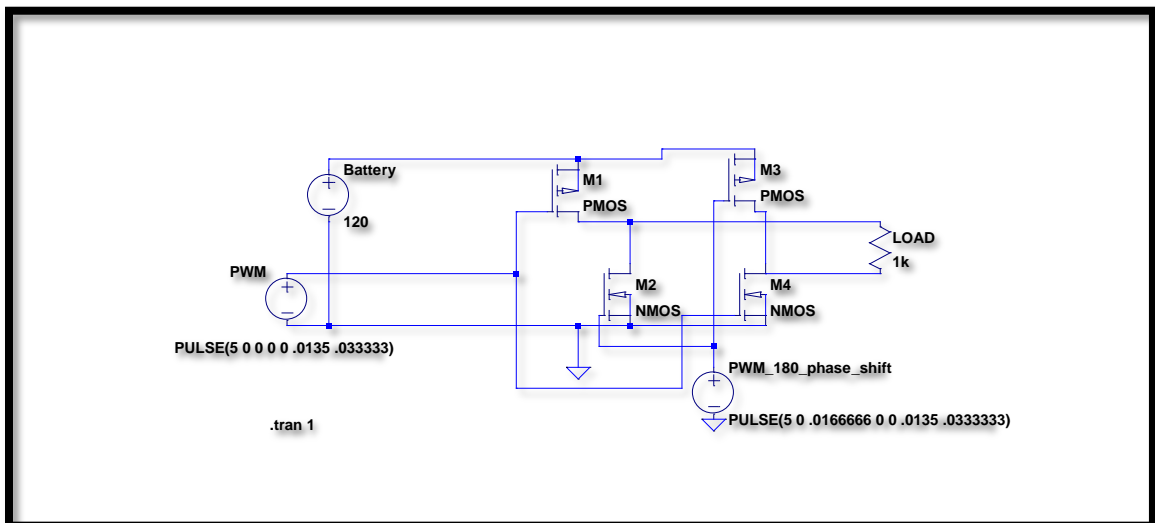 Battery
120
M1
PMOS
M3
PMOS
LOAD
1k
PWM
M2
NMOS
M4
NMOS
PULSE(5 0 0 0 0 .0135 .033333)
PWM_180_phase_shift
PULSE(5 0 .0166666 0 0 .0135 .0333333)
.tran 1